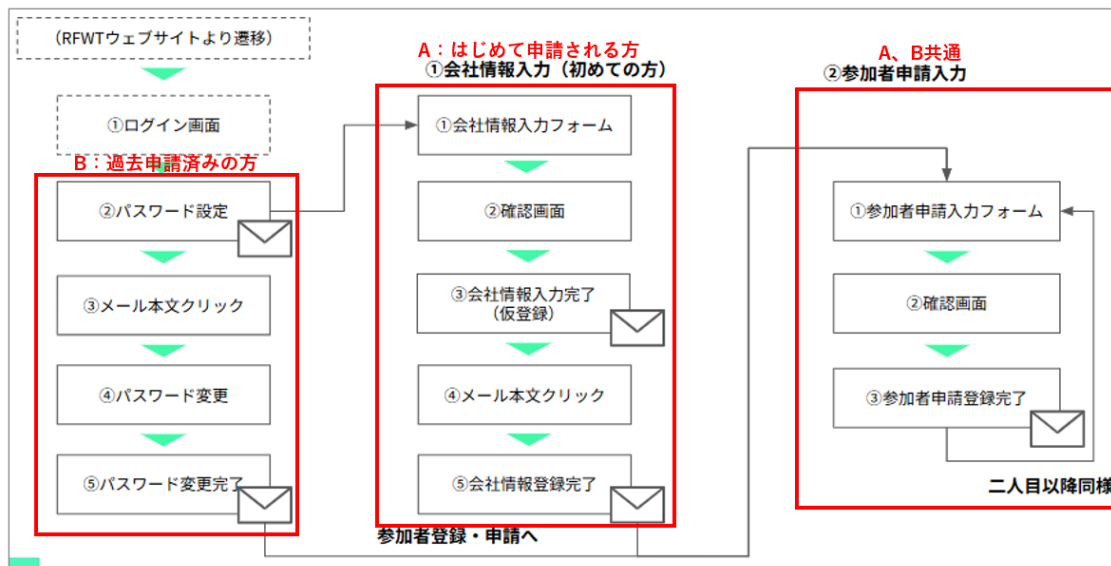 （RFWTウェブサイトより遷移）
①ログイン画面
B：過去申請済みの方
②パスワード設定
③メール本文クリック
④パスワード変更
⑤パスワード変更完了
A：はじめて申請される方
①会社情報入力（初めての方）
①会社情報入力フォーム
②確認画面
③会社情報入力完了
（仮登録）
④メール本文クリック
⑤会社情報登録完了
参加者登録・申請へ
A、B共通
②参加者申請入力
①参加者申請入力フォーム
②確認画面
③参加者申請登録完了
二人目以降同様